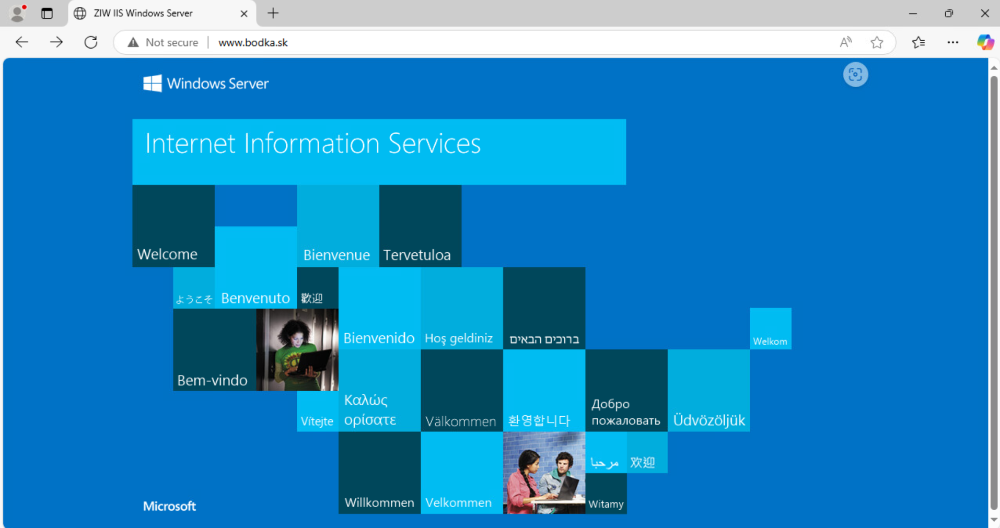 ZIW IIS Windows Server
Not secure
www.bodka.sk
Windows Server
Internet Information Services
Welcome
Bienvenue
Tervetuloa
ようこそ
Benvenuto
歡迎
Bienvenido
Hoş geldiniz
ברוכים הבאים
Welkom
Bem-vindo
Vítejte
Καλώς
ορίσατε
Välkommen
환영합니다
Добро
пожаловать
Üdvözöljük
مرحبا
欢迎
Willkommen
Velkommen
Witamy
Microsoft